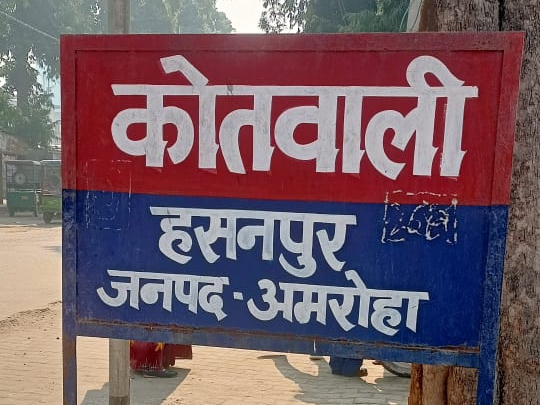 कोतवाली
हसनपुर
जनपद - अमरोहा